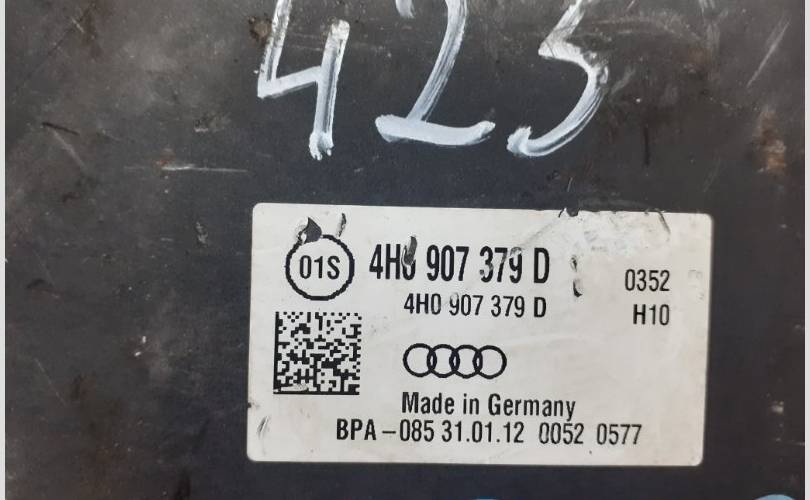 423
01S 4H0 907 379 D 0352
4H0 907 379 D H10
Made in Germany
BPA-085 31.01.12 0052 0577